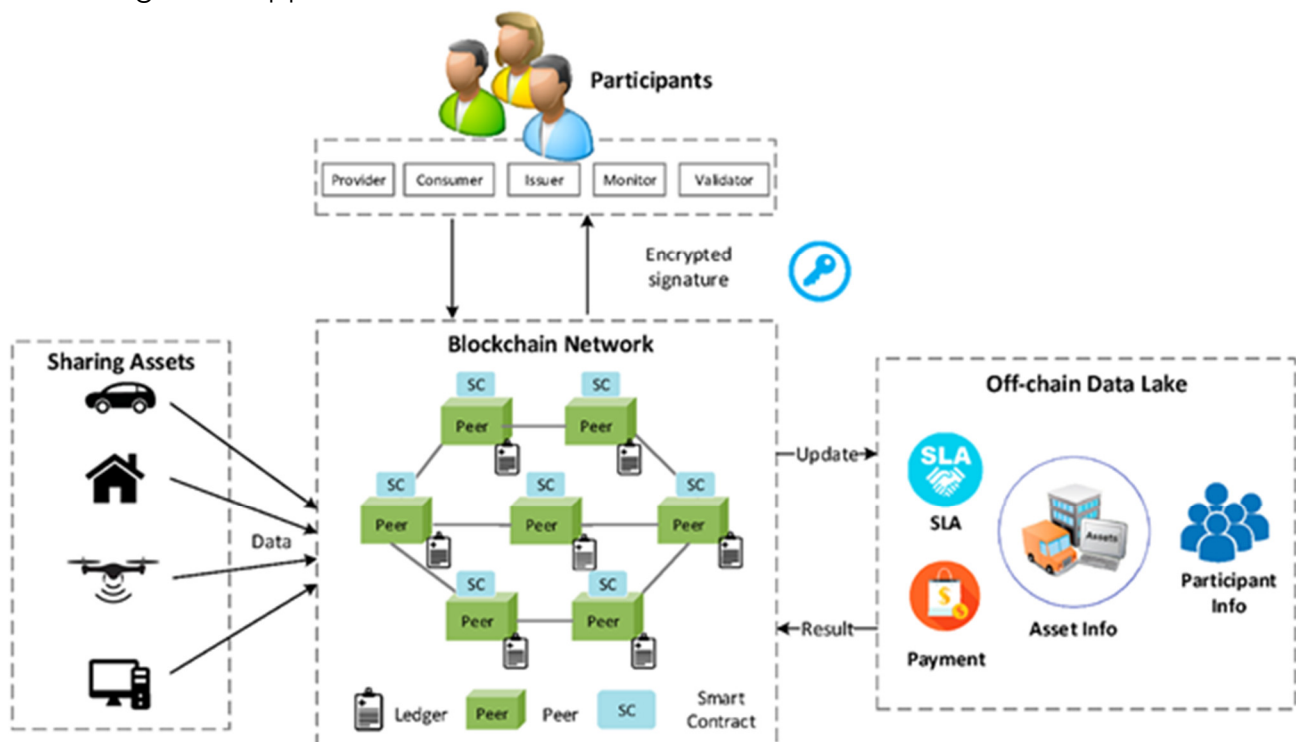 Participants
Provider
Consumer
Issuer
Monitor
Validator
Encrypted
signature
Sharing Assets
Data
Blockchain Network
SC
SC
Peer
Peer
SC
SC
SC
Peer
Peer
Peer
SC
SC
Peer
Peer
Ledger
Peer
Peer
SC
Smart
Contract
Update
Result
Off-chain Data Lake
SLA
SLA
Payment
Assets
Asset Info
Participant
Info